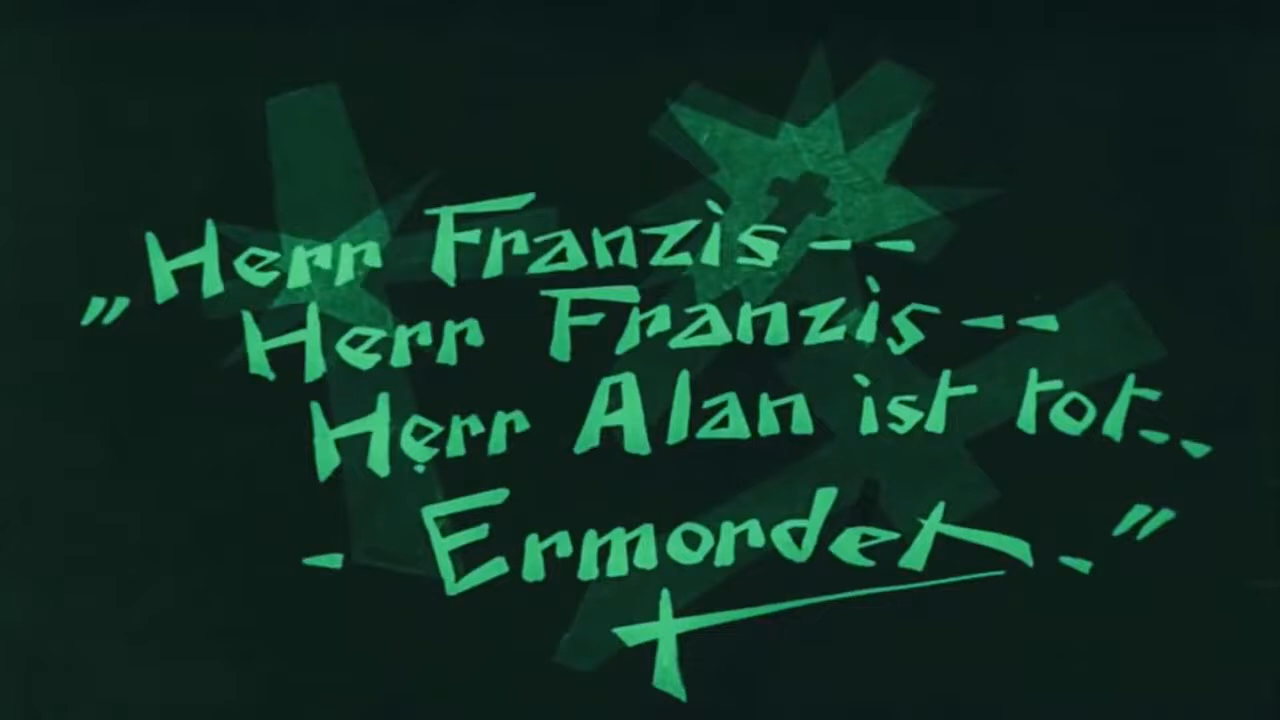 „Herr Franzis--
Herr Franzis--
Herr Alan ist tot--
- Ermordet-”